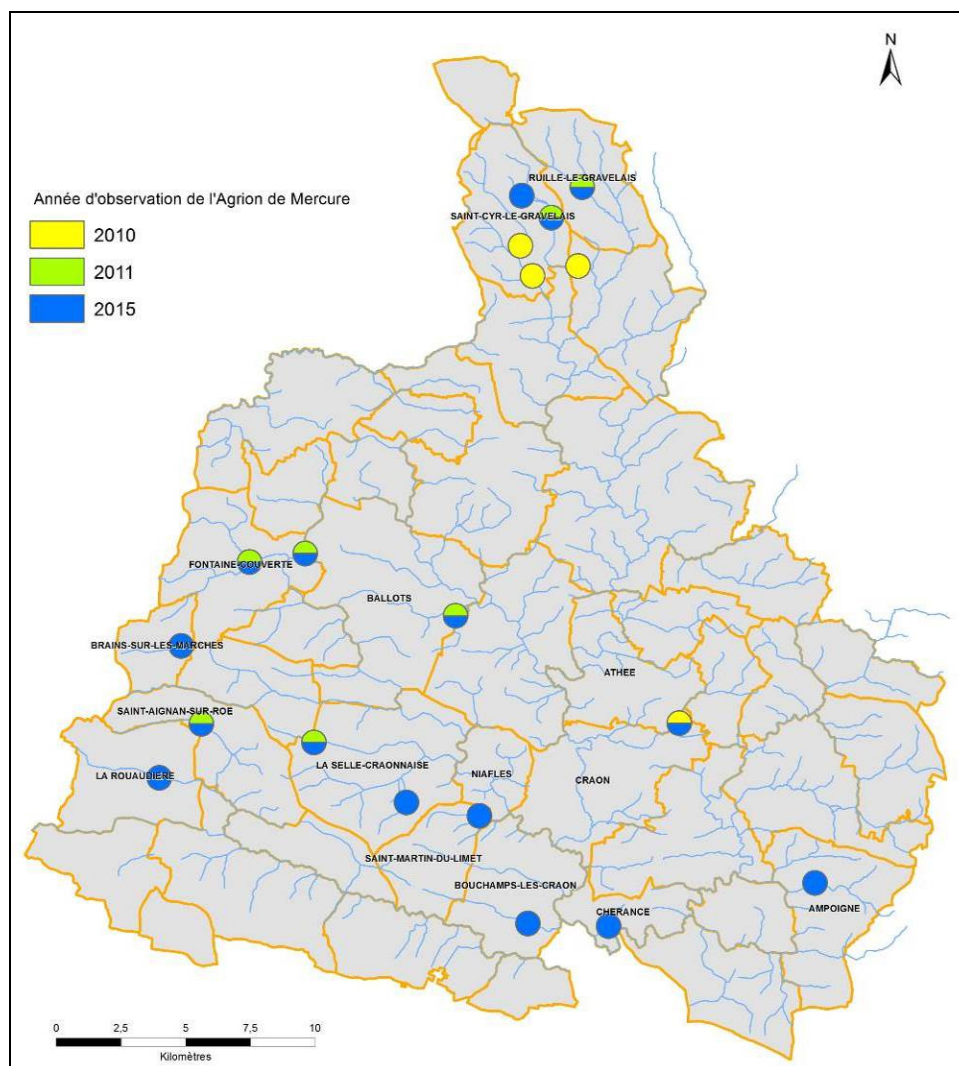 N
Année d'observation de l'Agrion de Mercure
2010
2011
2015
RUILLE-LE-GRAVELAIS
SAINT-CYR-LE-GRAVELAIS
FONTAINE-COUVERTE
BALLOTS
BRAINS-SUR-LES-MARCHES
ATHEE
SAINT-AIGNAN-SUR-ROE
LA SELLE-CRAONNAISE
LA ROUAUDIERE
NIAFLES
CRAON
SAINT-MARTIN-DU-LIMET
BOUCHAMPS-LES-CRAON
CHERANCE
AMPOIGNE
0 2,5 5 7,5 10
Kilomètres